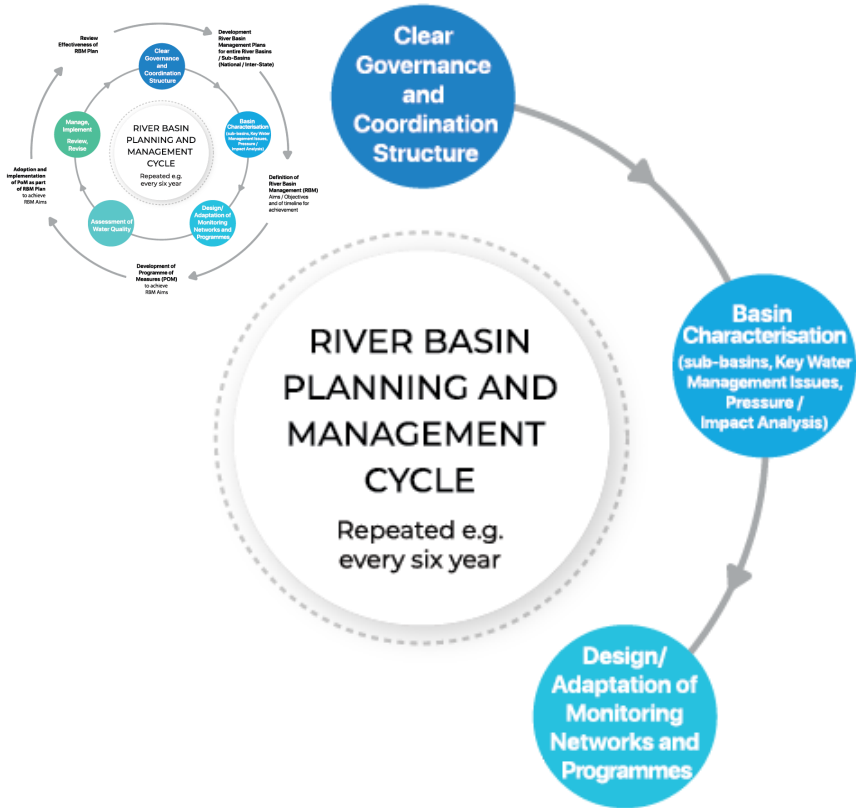 Review
Effectiveness of
RBM Plan
Development
River Basin
Management Plans
for entire River Basins
/ Sub-Basins
(National / Inter-State)
Clear
Governance
and
Coordination
Structure
Manage,
Implement
Review,
Revise
RIVER BASIN
PLANNING AND
MANAGEMENT
CYCLE
Repeated e.g.
every six year
Basin
Characterisation
(sub-basins, Key Water
Management Issues,
Pressure /
Impact Analysis)
Adoption and
implementation
of PoM as part
of RBM Plan
to achieve
RBM Aims
Definition of
River Basin
Management (RBM)
Aims / Objectives
and of timeline for
achievement
Assessment of
Water Quality
Design/
Adaptation of
Monitoring
Networks and
Programmes
Development of
Programme of
Measures (POM)
to achieve
RBM Aims
Clear
Governance
and
Coordination
Structure
Basin
Characterisation
(sub-basins, Key Water
Management Issues,
Pressure /
Impact Analysis)
RIVER BASIN
PLANNING AND
MANAGEMENT
CYCLE
Repeated e.g.
every six year
Design/
Adaptation of
Monitoring
Networks and
Programmes